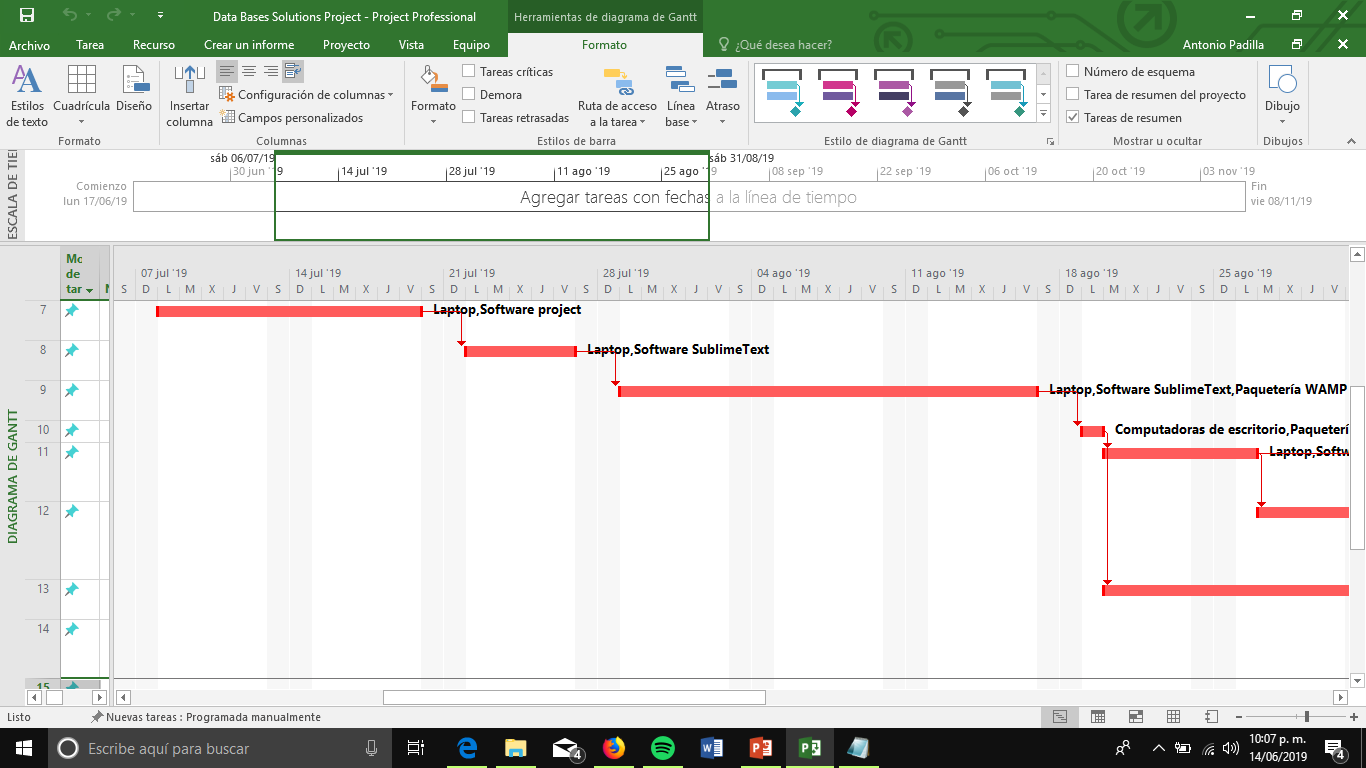 Data Bases Solutions Project - Project Professional
Herramientas de diagrama de Gantt
Archivo Tarea Recurso Crear un informe Proyecto Vista Equipo Formato ¿Qué desea hacer? Antonio Padilla
Estilos de texto
Cuadrícula
Diseño
Formato
Insertar columna
Configuración de columnas
Campos personalizados
Columnas
Formato
Tareas críticas
Demora
Tareas retrasadas
Ruta de acceso a la tarea
Línea base
Atraso
Estilos de barra
Estilo de diagrama de Gantt
Número de esquema
Tarea de resumen del proyecto
Tareas de resumen
Mostrar u ocultar
Dibujo
Dibujos
ESCALA DE TIE
sáb 06/07/19 sáb 31/08/19
30 jun '19 14 jul '19 28 jul '19 11 ago '19 25 ago '19 08 sep '19 22 sep '19 06 oct '19 20 oct '19 03 nov '19
Comienzo
lun 17/06/19
Agregar tareas con fechas a la línea de tiempo
Fin
vie 08/11/19
Mo
de
tar
07 jul '19 14 jul '19 21 jul '19 28 jul '19 04 ago '19 11 ago '19 18 ago '19 25 ago '19
S D L M X J V S D L M X J V S D L M X J V S D L M X J V S D L M X J V S D L M X J V S D L M X J V S D L M X J V
DIAGRAMA DE GANTT
7 Laptop,Software project
8 Laptop,Software SublimeText
9 Laptop,Software SublimeText,Paquetería WAMP
10 Computadoras de escritorio,Paqueterí
11 Laptop,Softw
12
13
14
15
Listo Nuevas tareas : Programada manualmente
Escribe aquí para buscar
4
10:07 p. m.
14/06/2019
4